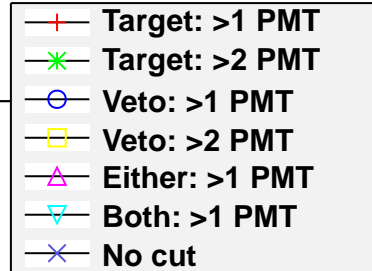 Target: >1 PMT
Target: >2 PMT
Veto: >1 PMT
Veto: >2 PMT
Either: >1 PMT
Both: >1 PMT
No cut